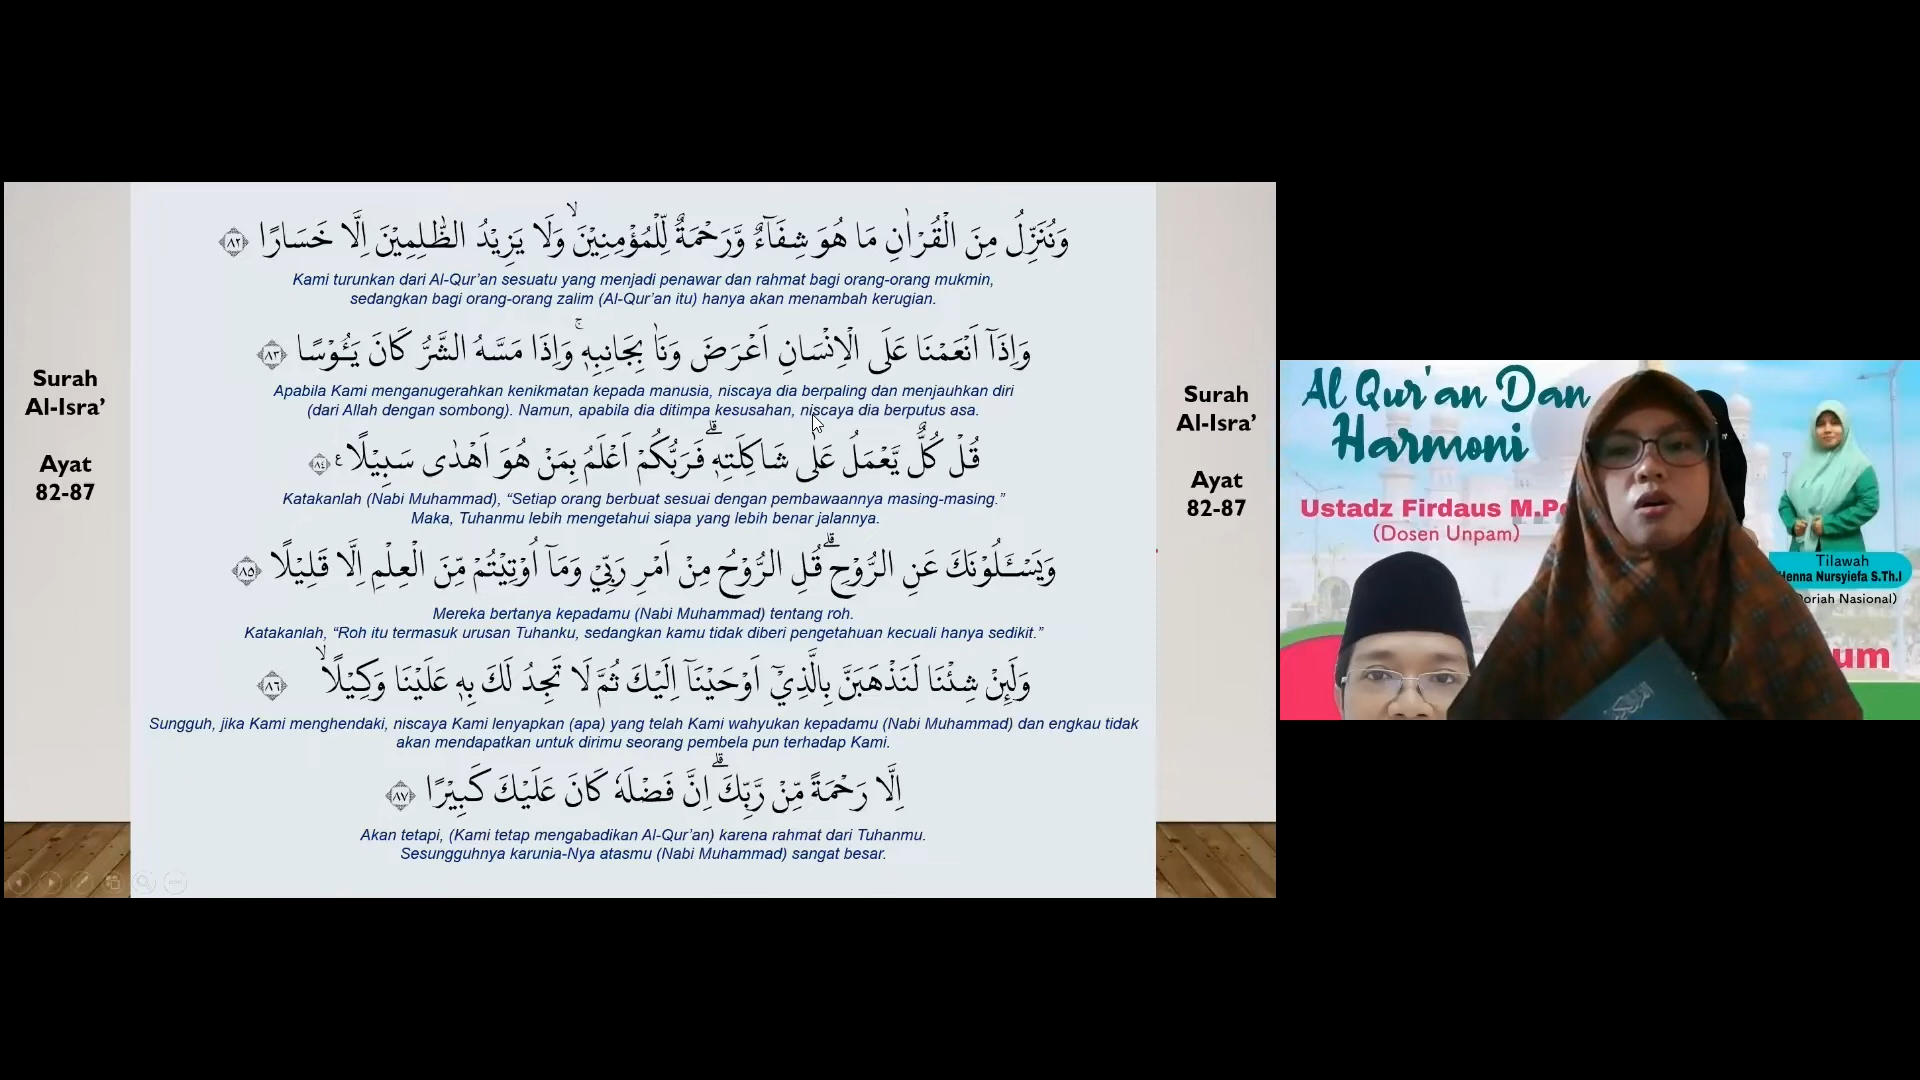 Surah
Al-Isra’
Ayat
82-87
وَنُنَزِّلُ مِنَ الْقُرْاٰنِ مَا هُوَ شِفَاۤءٌ وَّرَحْمَةٌ لِّلْمُؤْمِنِيْنَۙ وَلَا يَزِيْدُ الظّٰلِمِيْنَ اِلَّا خَسَارًا ٨٢
Kami turunkan dari Al-Qur’an sesuatu yang menjadi penawar dan rahmat bagi orang-orang mukmin,
sedangkan bagi orang-orang zalim (Al-Qur’an itu) hanya akan menambah kerugian.
وَاِذَآ اَنْعَمْنَا عَلَى الْاِنْسَانِ اَعْرَضَ وَنَاٰ بِجَانِبِهٖۚ وَاِذَا مَسَّهُ الشَّرُّ كَانَ يَـُٔوْسًا ٨٣
Apabila Kami menganugerahkan kenikmatan kepada manusia, niscaya dia berpaling dan menjauhkan diri
(dari Allah dengan sombong). Namun, apabila dia ditimpa kesusahan, niscaya dia berputus asa.
قُلْ كُلٌّ يَّعْمَلُ عَلٰى شَاكِلَتِهٖۗ فَرَبُّكُمْ اَعْلَمُ بِمَنْ هُوَ اَهْدٰى سَبِيْلًا ࣖ ٨٤
Katakanlah (Nabi Muhammad), “Setiap orang berbuat sesuai dengan pembawaannya masing-masing.”
Maka, Tuhanmu lebih mengetahui siapa yang lebih benar jalannya.
وَيَسْـَٔلُوْنَكَ عَنِ الرُّوْحِۗ قُلِ الرُّوْحُ مِنْ اَمْرِ رَبِّيْ وَمَآ اُوْتِيْتُمْ مِّنَ الْعِلْمِ اِلَّا قَلِيْلًا ٨٥
Mereka bertanya kepadamu (Nabi Muhammad) tentang roh.
Katakanlah, “Roh itu termasuk urusan Tuhanku, sedangkan kamu tidak diberi pengetahuan kecuali hanya sedikit.”
وَلَىِٕنْ شِئْنَا لَنَذْهَبَنَّ بِالَّذِيْٓ اَوْحَيْنَآ اِلَيْكَ ثُمَّ لَا تَجِدُ لَكَ بِهٖ عَلَيْنَا وَكِيْلًاۙ ٨٦
Sungguh, jika Kami menghendaki, niscaya Kami lenyapkan (apa) yang telah Kami wahyukan kepadamu (Nabi Muhammad) dan engkau tidak
akan mendapatkan untuk dirimu seorang pembela pun terhadap Kami.
اِلَّا رَحْمَةً مِّنْ رَّبِّكَۗ اِنَّ فَضْلَهٗ كَانَ عَلَيْكَ كَبِيْرًا ٨٧
Akan tetapi, (Kami tetap mengabadikan Al-Qur’an) karena rahmat dari Tuhanmu.
Sesungguhnya karunia-Nya atasmu (Nabi Muhammad) sangat besar.
Surah
Al-Isra’
Ayat
82-87
Al Qur'an Dan
Harmoni
Ustadz Firdaus
(Dosen Unpam)
Tilawah
Henna Nursyiefa S.Th.I
Nasional)
um